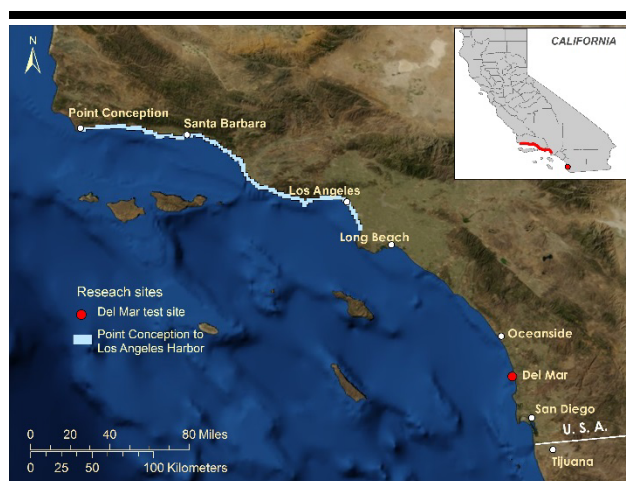 N
CALIFORNIA
Point Conception
Santa Barbara
Los Angeles
Long Beach
Reseach sites
Del Mar test site
Point Conception to
Los Angeles Harbor
Oceanside
Del Mar
San Diego
U. S. A.
Tijuana
0 20 40 80 Miles
0 25 50 100 Kilometers